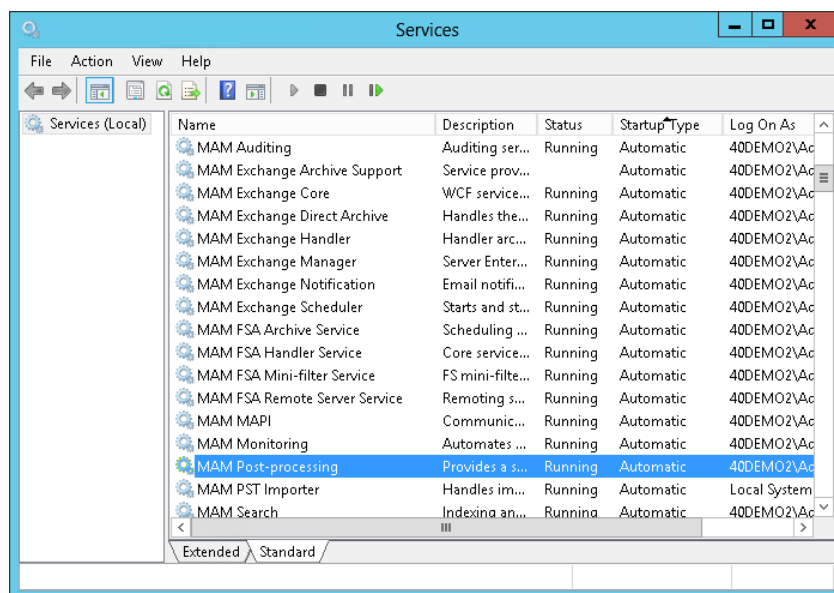 Services
File Action View Help
Services (Local)
Name Description Status Startup Type Log On As
MAM Auditing Auditing ser... Running Automatic 40DEMO2\Ac
MAM Exchange Archive Support Service prov... Automatic 40DEMO2\Ac
MAM Exchange Core WCF service... Running Automatic 40DEMO2\Ac
MAM Exchange Direct Archive Handles the... Running Automatic 40DEMO2\Ac
MAM Exchange Handler Handler arc... Running Automatic 40DEMO2\Ac
MAM Exchange Manager Server Enter... Running Automatic 40DEMO2\Ac
MAM Exchange Notification Email notifi... Running Automatic 40DEMO2\Ac
MAM Exchange Scheduler Starts and st... Running Automatic 40DEMO2\Ac
MAM FSA Archive Service Scheduling ... Running Automatic 40DEMO2\Ac
MAM FSA Handler Service Core service... Running Automatic 40DEMO2\Ac
MAM FSA Mini-filter Service FS mini-filte... Running Automatic 40DEMO2\Ac
MAM FSA Remote Server Service Remoting s... Running Automatic 40DEMO2\Ac
MAM MAPI Communic... Running Automatic 40DEMO2\Ac
MAM Monitoring Automates ... Running Automatic 40DEMO2\Ac
MAM Post-processing Provides a s... Running Automatic 40DEMO2\Ac
MAM PST Importer Handles im... Running Automatic Local System
MAM Search Indexing an... Running Automatic 40DEMO2\Ac
Extended Standard